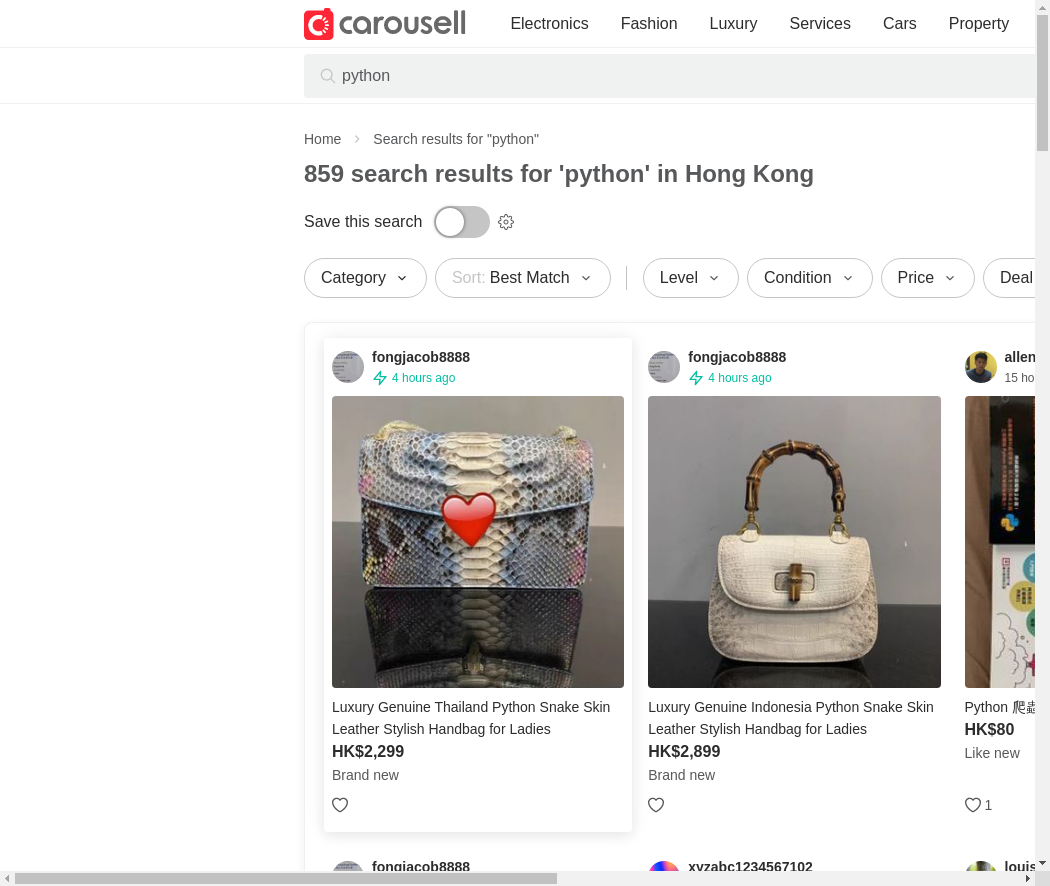 carousell
Electronics
Fashion
Luxury
Services
Cars
Property
python
Home
Search results for "python"
859 search results for 'python' in Hong Kong
Save this search
Category
Sort: Best Match
Level
Condition
Price
Deal
fongjacob8888
4 hours ago
Luxury Genuine Thailand Python Snake Skin
Leather Stylish Handbag for Ladies
HK$2,299
Brand new
fongjacob8888
4 hours ago
Luxury Genuine Indonesia Python Snake Skin
Leather Stylish Handbag for Ladies
HK$2,899
Brand new
allen
15 ho
Python 爬蟲
HK$80
Like new
1
fongjacob8888
xyzabc1234567102
louis